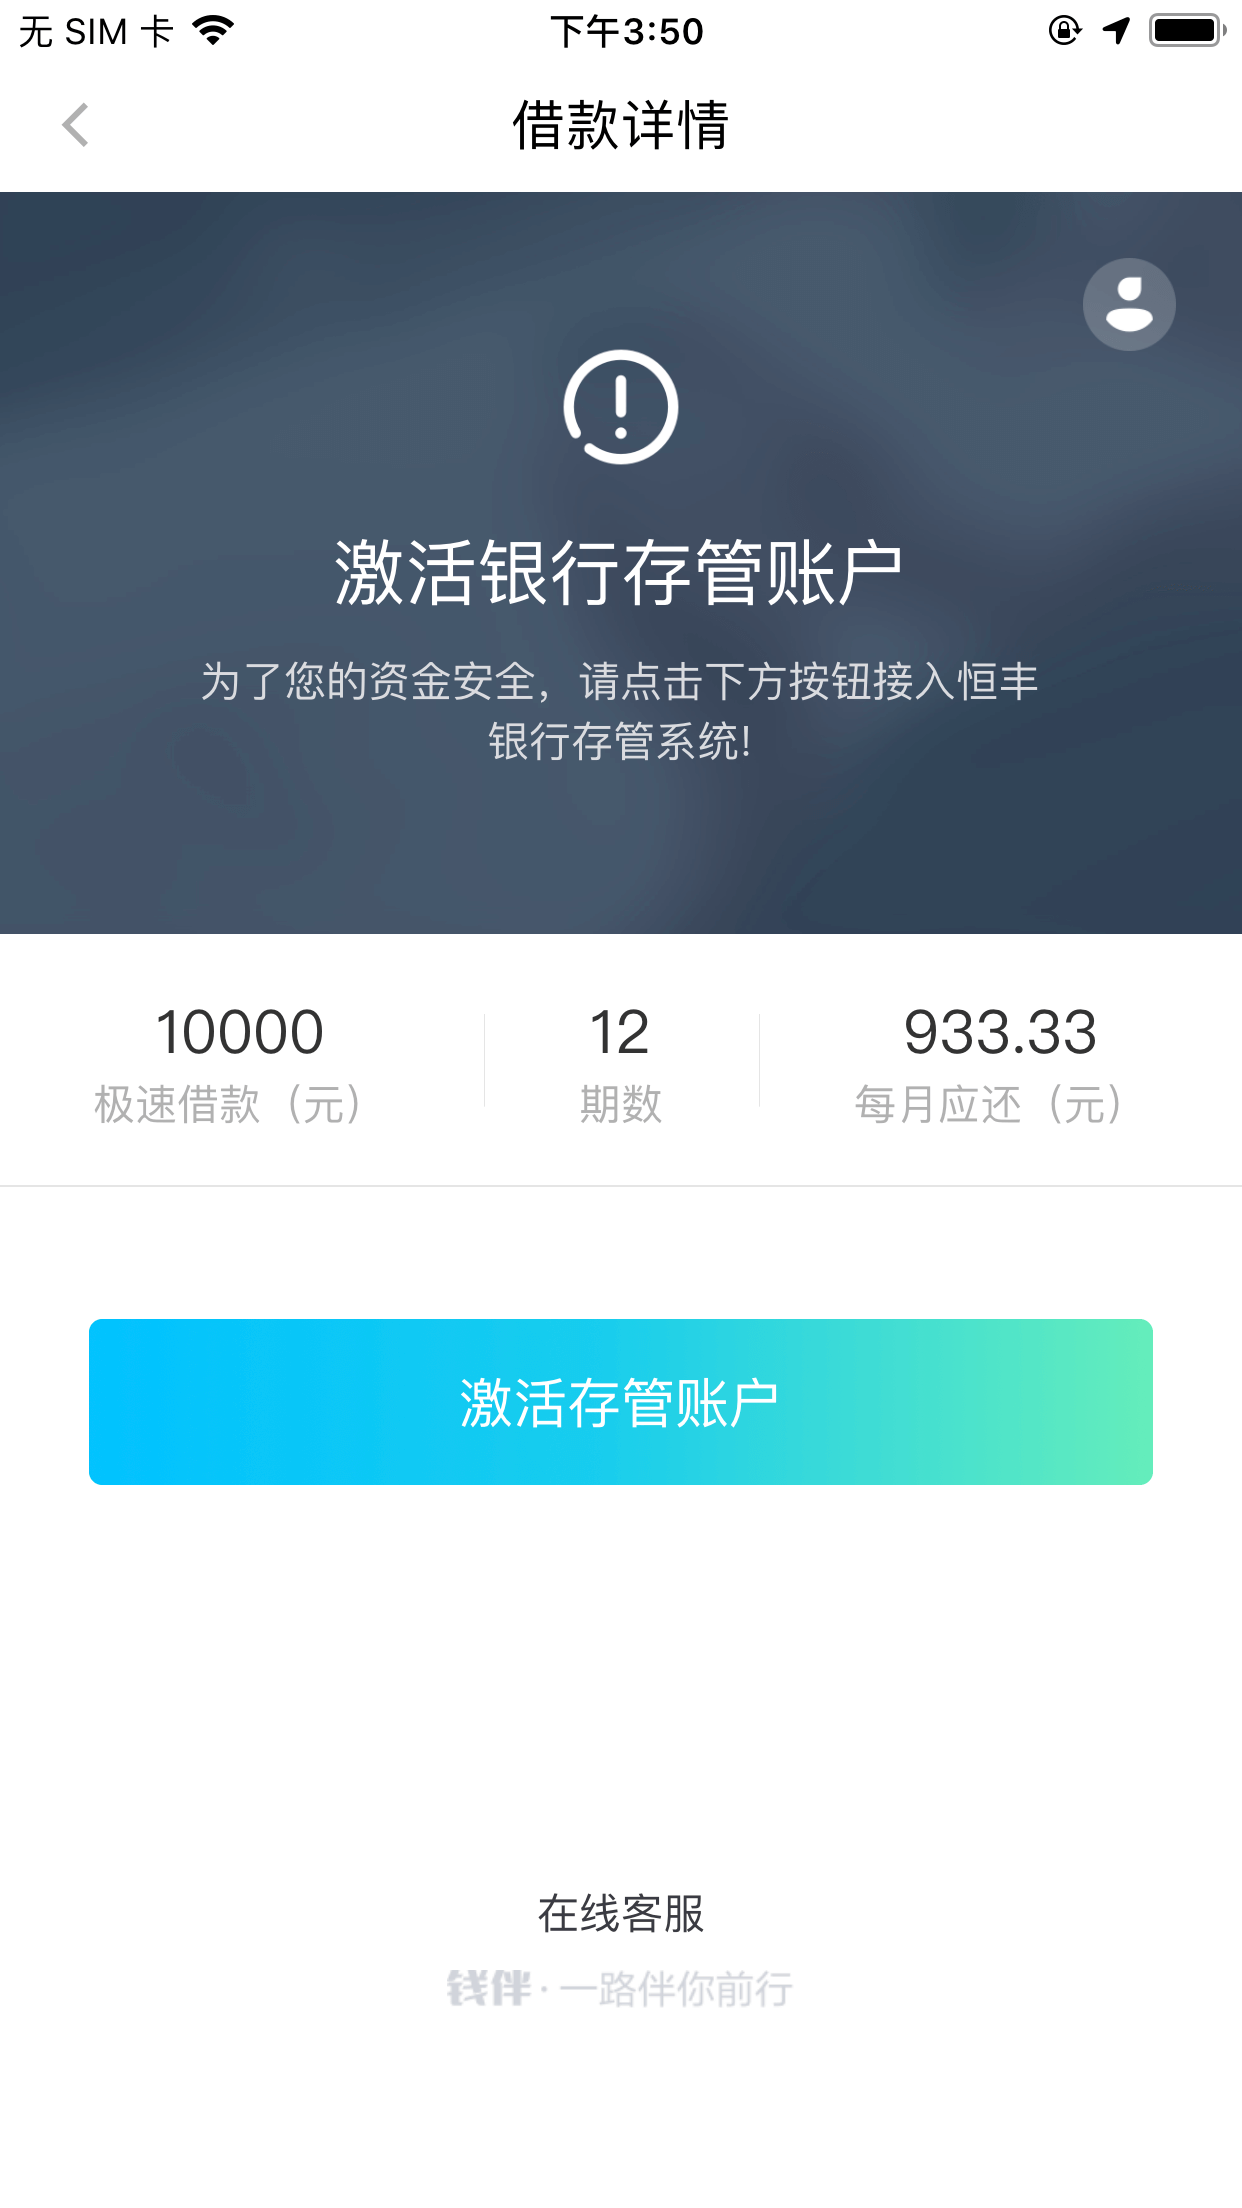 无 SIM 卡
下午3:50
借款详情
激活银行存管账户
为了您的资金安全，请点击下方按钮接入恒丰
银行存管系统!
10000
12
933.33
极速借款（元）
期数
每月应还（元）
激活存管账户
在线客服
钱伴 · 一路伴你前行